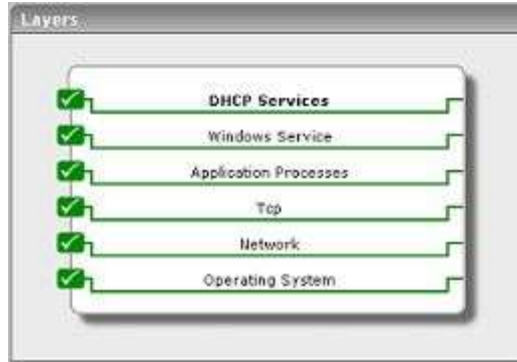 Layers
DHCP Services
Windows Service
Application Processes
Tcp
Network
Operating System